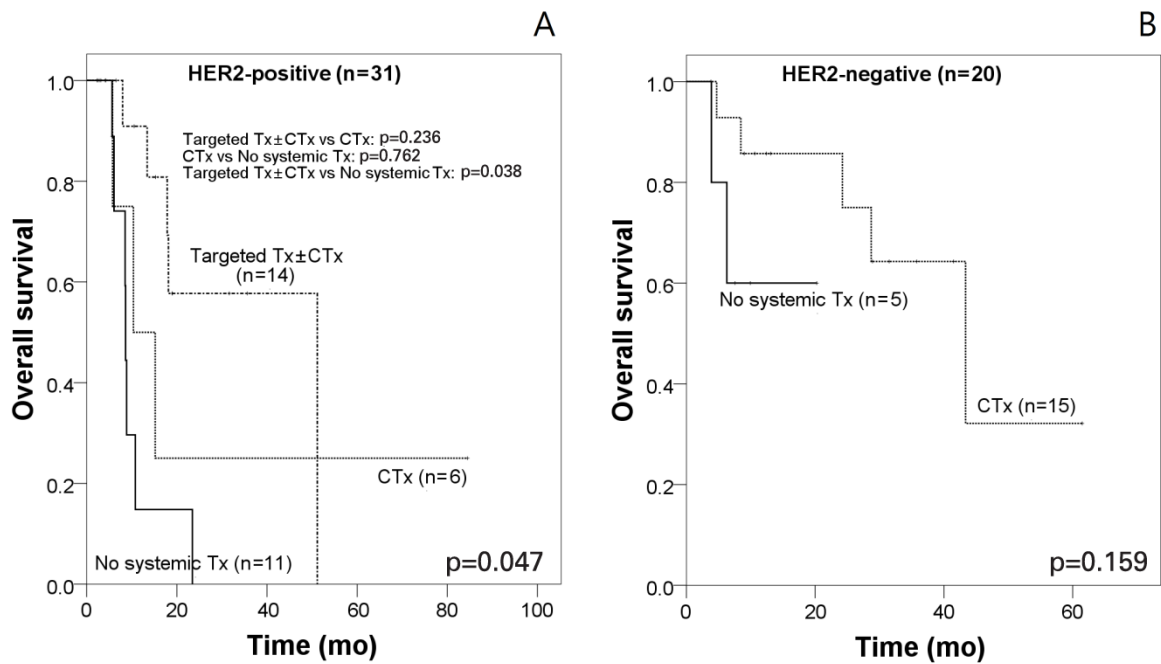 A
HER2-positive (n=31)
Targeted Tx±CTx vs CTx: p=0.236
CTx vs No systemic Tx: p=0.762
Targeted Tx±CTx vs No systemic Tx: p=0.038
Targeted Tx±CTx
(n=14)
CTx (n=6)
No systemic Tx (n=11)
p=0.047
Overall survival
1.0
0.8
0.6
0.4
0.2
0.0
0 20 40 60 80 100
Time (mo)
B
HER2-negative (n=20)
No systemic Tx (n=5)
CTx (n=15)
p=0.159
Overall survival
1.0
0.8
0.6
0.4
0.2
0.0
0 20 40 60
Time (mo)